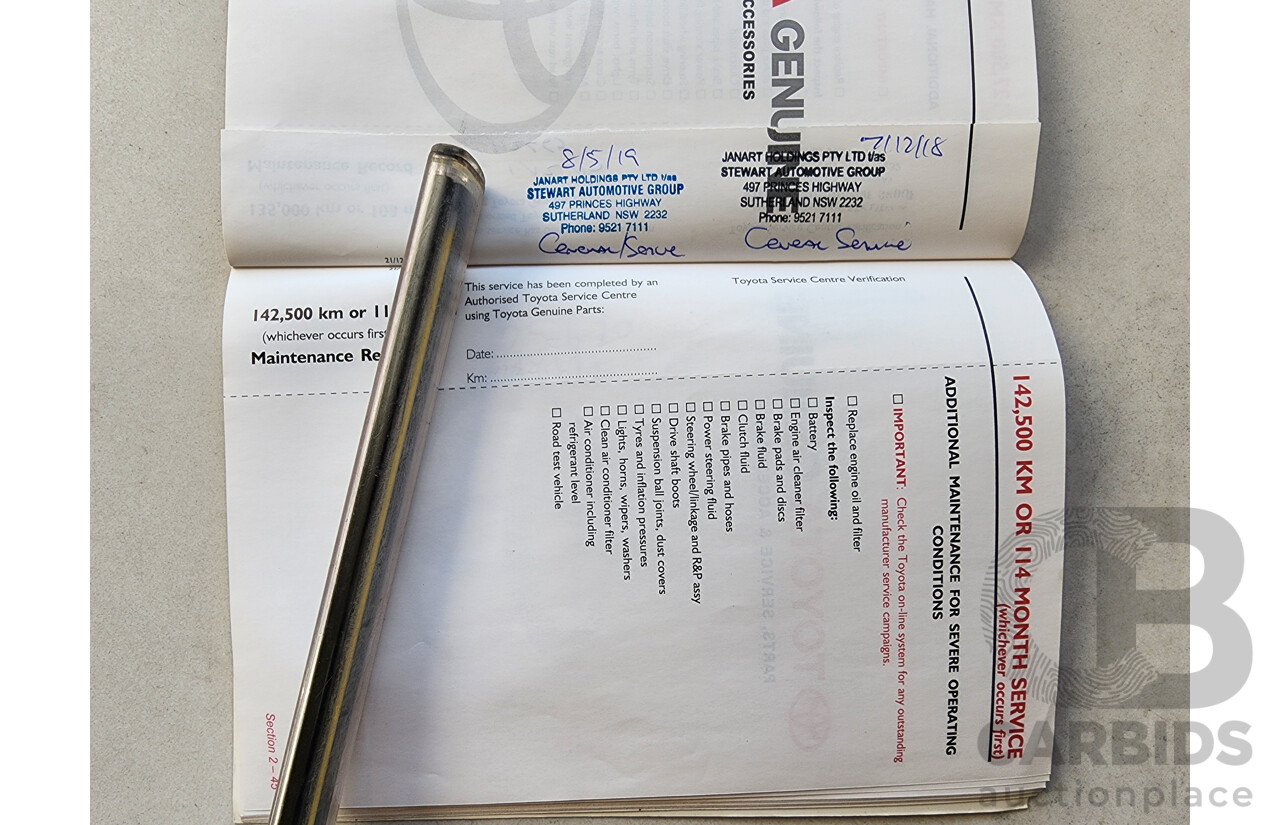 GENUINE
CCESSORIES
8/5/19
JANART HOLDINGS PTY LTD t/as
STEWART AUTOMOTIVE GROUP
497 PRINCES HIGHWAY
SUTHERLAND NSW 2232
Phone: 9521 7111
7/12/18
JANART HOLDINGS PTY LTD t/as
STEWART AUTOMOTIVE GROUP
497 PRINCES HIGHWAY
SUTHERLAND NSW 2232
Phone: 9521 7111
Service
21/12
142,500 km or 11
(whichever occurs firs
Maintenance Re
This service has been completed by an
Authorised Toyota Service Centre
using Toyota Genuine Parts:
Date:
Km:
Toyota Service Centre Verification
142,500 KM OR 114 MONTH SERVICE
(whichever occurs first)
ADDITIONAL MAINTENANCE FOR SEVERE OPERATING
CONDITIONS
IMPORTANT: Check the Toyota on-line system for any outstanding
manufacturer service campaigns.
Replace engine oil and filter
Inspect the following:
Battery
Engine air cleaner filter
Brake pads and discs
Brake fluid
Clutch fluid
Brake pipes and hoses
Power steering fluid
Steering wheel/linkage and R&P assy
Drive shaft boots
Suspension ball joints, dust covers
Tyres and inflation pressures
Lights, horns, wipers, washers
Clean air conditioner filter
Air conditioner including
refrigerant level
Road test vehicle
Section 2 – 45
CARBIDS
auctionplace